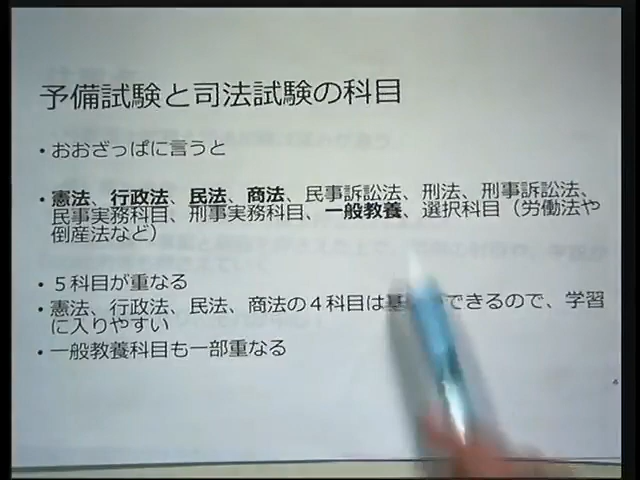 予備試験と司法試験の科目
・おおざっぱに言うと
・憲法、行政法、民法、商法、民事訴訟法、刑法、刑事訴訟法、
民事実務科目、刑事実務科目、一般教養、選択科目（労働法や
倒産法など）
・５科目が重なる
・憲法、行政法、民法、商法の４科目は基 できるので、学習
に入りやすい
・一般教養科目も一部重なる